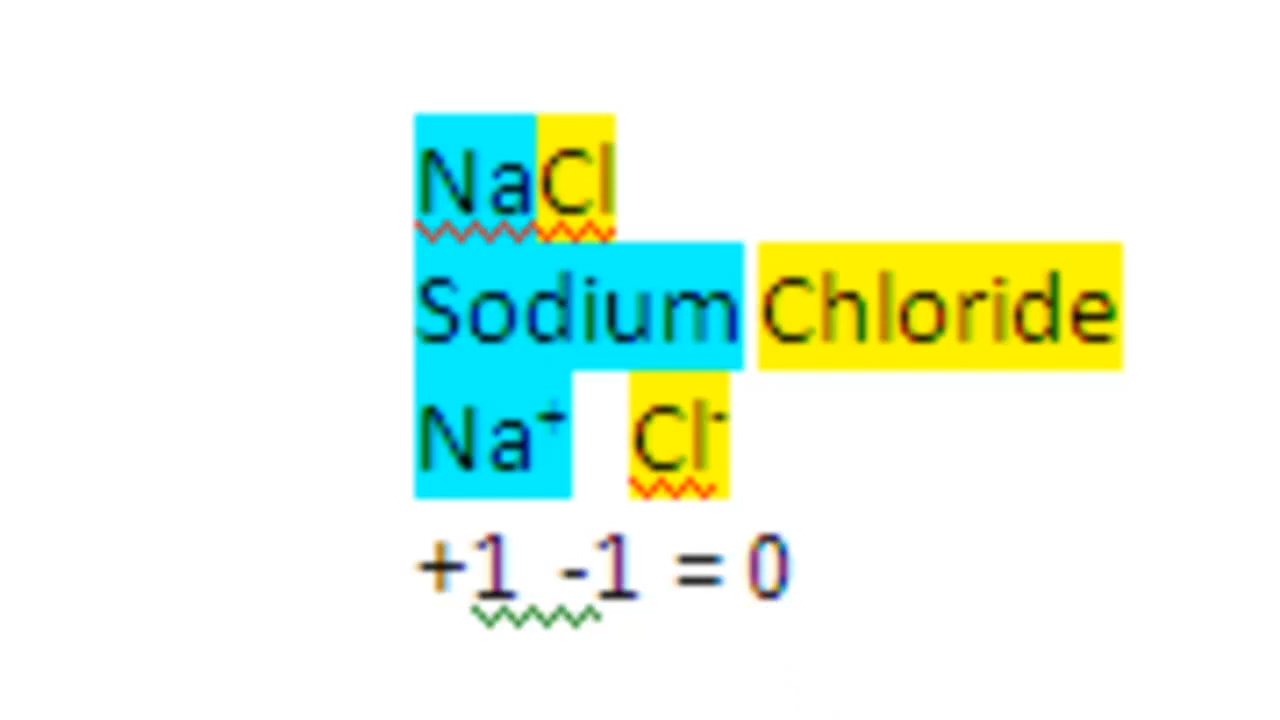 NaCl
Sodium Chloride
Na⁺ Cl⁻
+1 -1 = 0